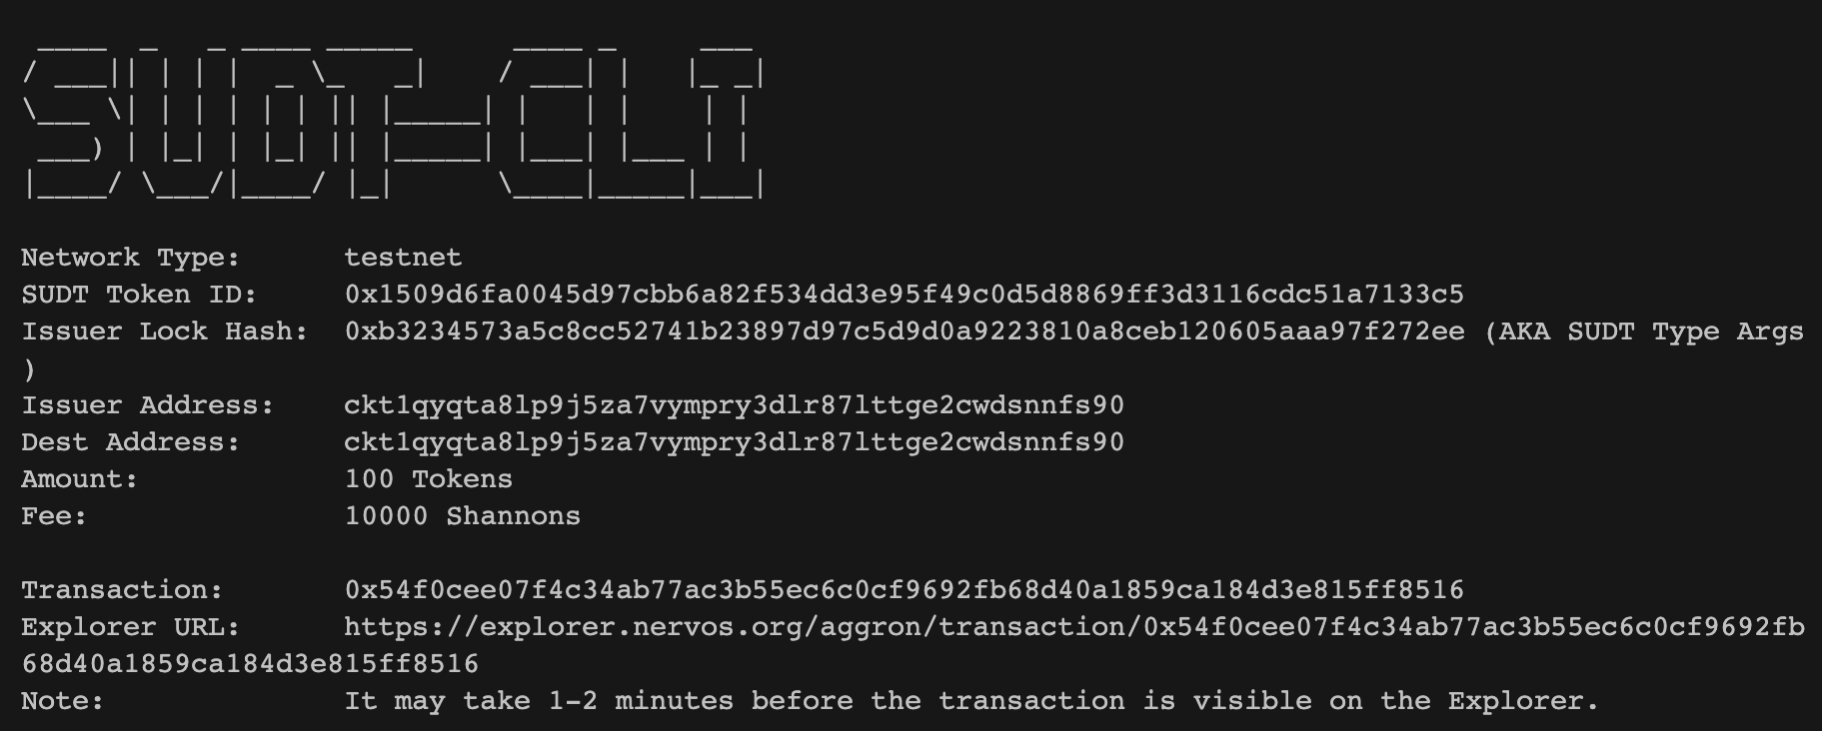 SUDT-CLI
Network Type: testnet
SUDT Token ID: 0x1509d6fa0045d97cbb6a82f534dd3e95f49c0d5d8869ff3d3116cdc51a7133c5
Issuer Lock Hash: 0xb3234573a5c8cc52741b23897d97c5d9d0a9223810a8ceb120605aaa97f272ee (AKA SUDT Type Args
)
Issuer Address: ckt1qyqta8lp9j5za7vympry3dlr87lttge2cwdsnnfs90
Dest Address: ckt1qyqta8lp9j5za7vympry3dlr87lttge2cwdsnnfs90
Amount: 100 Tokens
Fee: 10000 Shannons
Transaction: 0x54f0cee07f4c34ab77ac3b55ec6c0cf9692fb68d40a1859ca184d3e815ff8516
Explorer URL: https://explorer.nervos.org/aggron/transaction/0x54f0cee07f4c34ab77ac3b55ec6c0cf9692fb
68d40a1859ca184d3e815ff8516
Note: It may take 1-2 minutes before the transaction is visible on the Explorer.